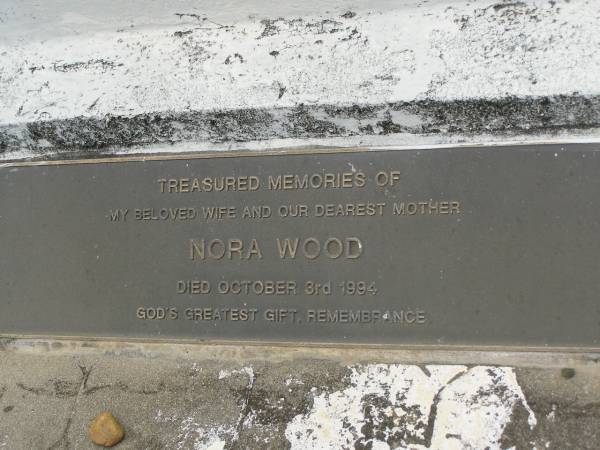 TREASURED MEMORIES OF
MY BELOVED WIFE AND OUR DEAREST MOTHER
NORA WOOD
DIED OCTOBER 3rd 1994
GOD'S GREATEST GIFT, REMEMBRANCE